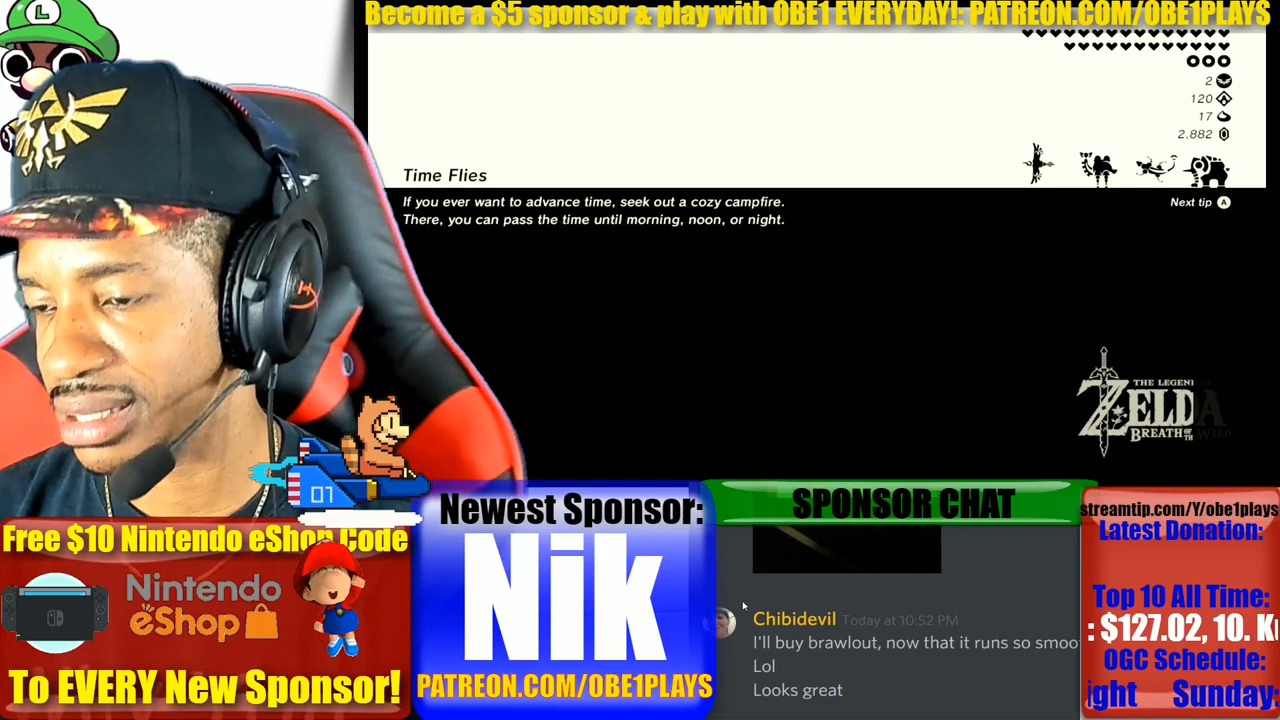 Become a $5 sponsor & play with OBE1 EVERYDAY!: PATREON.COM/OBE1PLAYS
2
120
17
2,882
Time Flies
If you ever want to advance time, seek out a cozy campfire.
There, you can pass the time until morning, noon, or night.
Next tip A
THE LEGEND OF
ZELDA
BREATH OF THE WILD
L
01
Free $10 Nintendo eShop Code
Nintendo
eShop
To EVERY New Sponsor!
Newest Sponsor:
Nik
PATREON.COM/OBE1PLAYS
SPONSOR CHAT
Chibidevil Today at 10:52 PM
I'll buy brawlout, now that it runs so smoo
Lol
Looks great
streamtip.com/Y/obe1plays
Latest Donation:
Top 10 All Time:
: $127.02, 10. K
OGC Schedule:
ight Sunday: